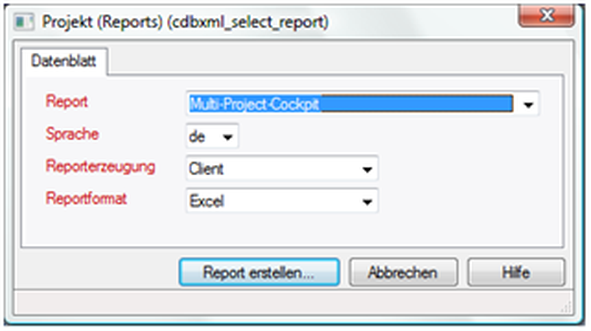 Projekt (Reports) (cdbxml_select_report)
Datenblatt
Report Multi-Project-Cockpit
Sprache de
Reporterzeugung Client
Reportformat Excel
Report erstellen... Abbrechen Hilfe